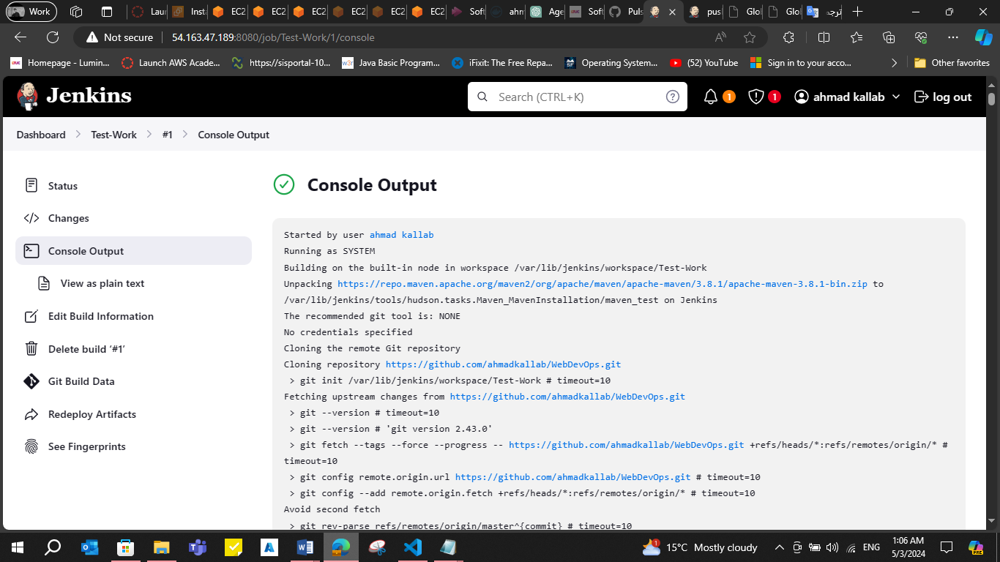 Work
Laun
Insta
EC2
EC2
EC2
EC2
EC2
EC2
Soft
ahm
Age
Soft
Puls
pus
Glo
Glo
ترجـ
Not secure
54.163.47.189:8080/job/Test-Work/1/console
Homepage - Lumin...
Launch AWS Acade...
https://sisportal-10...
Java Basic Program...
iFixit: The Free Repa...
Operating System...
(52) YouTube
Sign in to your acco...
Other favorites
Jenkins
Search (CTRL+K)
1
1
ahmad kallab
log out
Dashboard > Test-Work > #1 > Console Output
Status
Changes
Console Output
View as plain text
Edit Build Information
Delete build ‘#1’
Git Build Data
Redeploy Artifacts
See Fingerprints
Console Output
Started by user ahmad kallab
Running as SYSTEM
Building on the built-in node in workspace /var/lib/jenkins/workspace/Test-Work
Unpacking https://repo.maven.apache.org/maven2/org/apache/maven/apache-maven/3.8.1/apache-maven-3.8.1-bin.zip to
/var/lib/jenkins/tools/hudson.tasks.Maven_MavenInstallation/maven_test on Jenkins
The recommended git tool is: NONE
No credentials specified
Cloning the remote Git repository
Cloning repository https://github.com/ahmadkallab/WebDevOps.git
> git init /var/lib/jenkins/workspace/Test-Work # timeout=10
Fetching upstream changes from https://github.com/ahmadkallab/WebDevOps.git
> git --version # timeout=10
> git --version # 'git version 2.43.0'
> git fetch --tags --force --progress -- https://github.com/ahmadkallab/WebDevOps.git +refs/heads/*:refs/remotes/origin/* #
timeout=10
> git config remote.origin.url https://github.com/ahmadkallab/WebDevOps.git # timeout=10
> git config --add remote.origin.fetch +refs/heads/*:refs/remotes/origin/* # timeout=10
Avoid second fetch
> git rev-parse refs/remotes/origin/master^{commit} # timeout=10
15°C Mostly cloudy
ENG
1:06 AM
5/3/2024